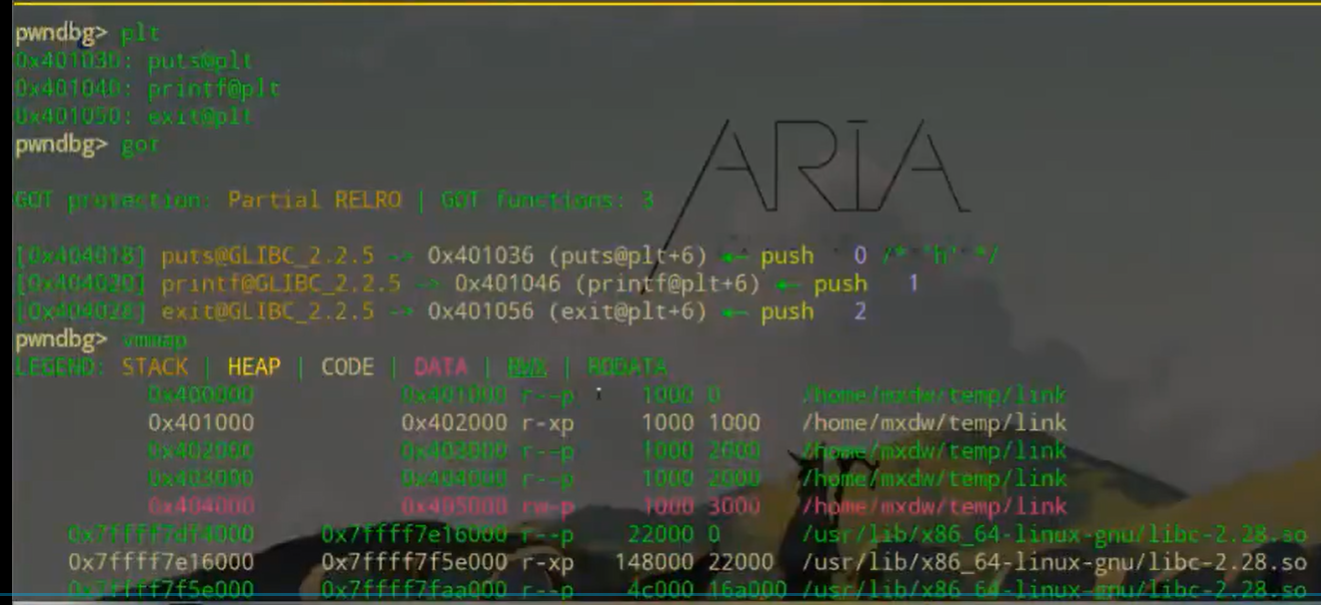 pwndbg> plt
0x401030: puts@plt
0x401040: printf@plt
0x401050: exit@plt
pwndbg> got
ARIA
GOT protection: Partial RELRO | GOT functions: 3
[0x404018] puts@GLIBC_2.2.5 -> 0x401036 (puts@plt+6) ◂— push 0 /* 'h' */
[0x404020] printf@GLIBC_2.2.5 -> 0x401046 (printf@plt+6) ◂— push 1
[0x404028] exit@GLIBC_2.2.5 -> 0x401056 (exit@plt+6) ◂— push 2
pwndbg> vmmap
LEGEND: STACK | HEAP | CODE | DATA | RWX | RODATA
0x400000 0x401000 r--p 1000 0 /home/mxdw/temp/link
0x401000 0x402000 r-xp 1000 1000 /home/mxdw/temp/link
0x402000 0x403000 r--p 1000 2000 /home/mxdw/temp/link
0x403000 0x404000 r--p 1000 2000 /home/mxdw/temp/link
0x404000 0x405000 rw-p 1000 3000 /home/mxdw/temp/link
0x7ffff7df4000 0x7ffff7e16000 r--p 22000 0 /usr/lib/x86_64-linux-gnu/libc-2.28.so
0x7ffff7e16000 0x7ffff7f5e000 r-xp 148000 22000 /usr/lib/x86_64-linux-gnu/libc-2.28.so
0x7ffff7f5e000 0x7ffff7faa000 r--p 4c000 16a000 /usr/lib/x86_64-linux-gnu/libc-2.28.so